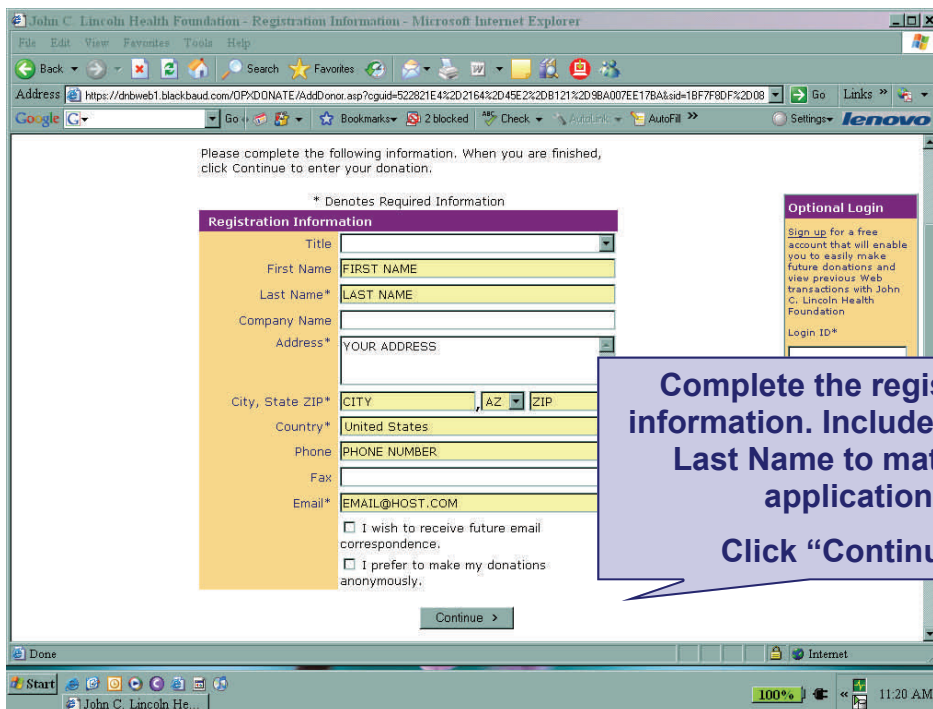 John C. Lincoln Health Foundation - Registration Information - Microsoft Internet Explorer
File Edit View Favorites Tools Help
Back Search Favorites
Address https://dnbweb1.blackbaud.com/OPXDONATE/AddDonor.asp?cguid=522821E4%2D2164%2D45E2%2DB121%2D9BA007EE17BA&sid=1BF7F8DF%2D08 Go Links »
Google G Go Bookmarks 2 blocked Check AutoLink AutoFill » Settings lenovo
Please complete the following information. When you are finished,
click Continue to enter your donation.
* Denotes Required Information
Registration Information
Title
First Name FIRST NAME
Last Name* LAST NAME
Company Name
Address* YOUR ADDRESS
City, State ZIP* CITY , AZ ZIP
Country* United States
Phone PHONE NUMBER
Fax
Email* EMAIL@HOST.COM
I wish to receive future email
correspondence.
I prefer to make my donations
anonymously.
Continue >
Optional Login
Sign up for a free
account that will enable
you to easily make
future donations and
view previous Web
transactions with John
C. Lincoln Health
Foundation
Login ID*
Complete the regis
information. Include
Last Name to mat
application
Click “Continu
Done Internet
Start 100% « 11:20 AM
John C. Lincoln He...